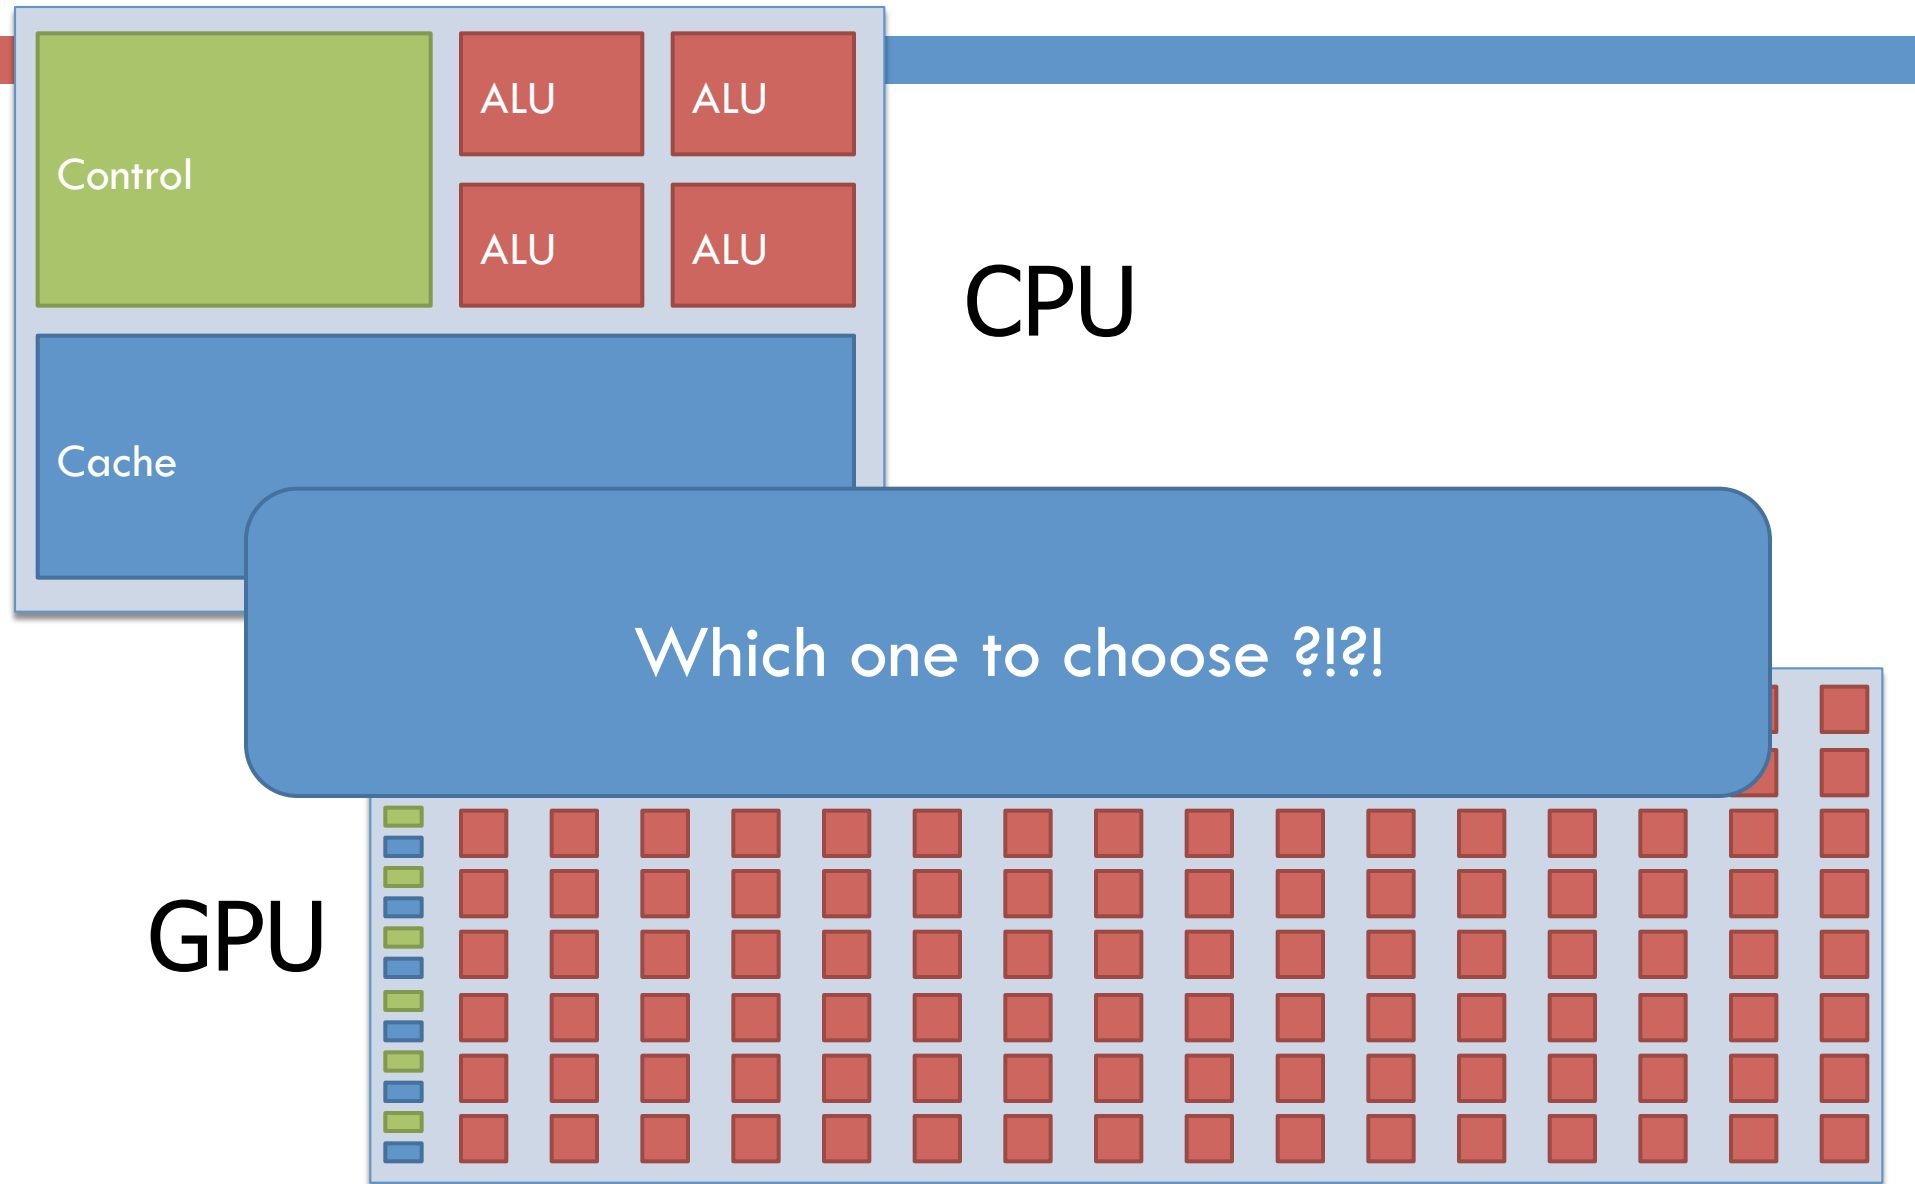 Control
ALU ALU
ALU ALU
CPU
Cache
Which one to choose ?!?!
GPU